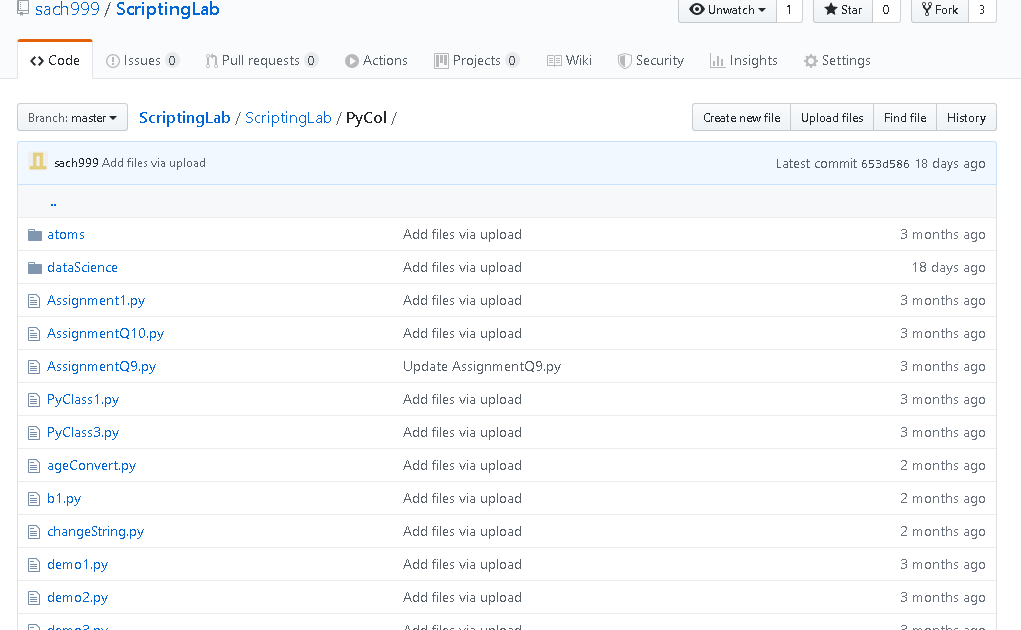 sach999 / ScriptingLab Unwatch 1 Star 0 Fork 3
Code Issues 0 Pull requests 0 Actions Projects 0 Wiki Security Insights Settings
Branch: master ScriptingLab / ScriptingLab / PyCol / Create new file Upload files Find file History
sach999 Add files via upload Latest commit 653d586 18 days ago
..
atoms Add files via upload 3 months ago
dataScience Add files via upload 18 days ago
Assignment1.py Add files via upload 3 months ago
AssignmentQ10.py Add files via upload 3 months ago
AssignmentQ9.py Update AssignmentQ9.py 3 months ago
PyClass1.py Add files via upload 3 months ago
PyClass3.py Add files via upload 3 months ago
ageConvert.py Add files via upload 2 months ago
b1.py Add files via upload 2 months ago
changeString.py Add files via upload 2 months ago
demo1.py Add files via upload 3 months ago
demo2.py Add files via upload 3 months ago
demo3.py Add files via upload 3 months ago